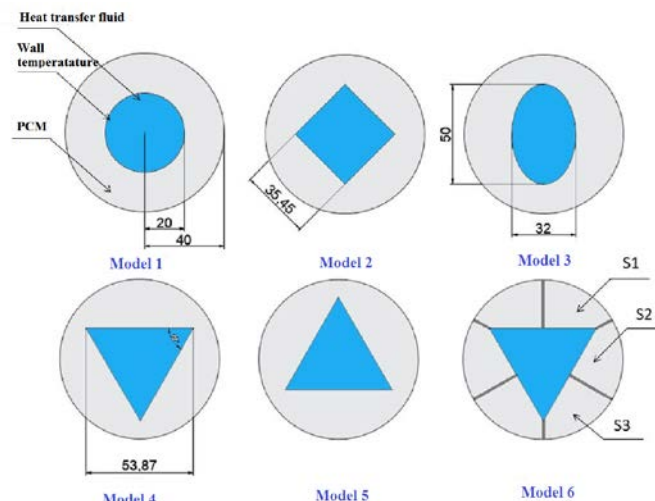 Heat transfer fluid
Wall
temperatature
PCM
20
40
Model 1
35,45
Model 2
50
32
Model 3
53,87
Model 4
Model 5
S1
S2
S3
Model 6